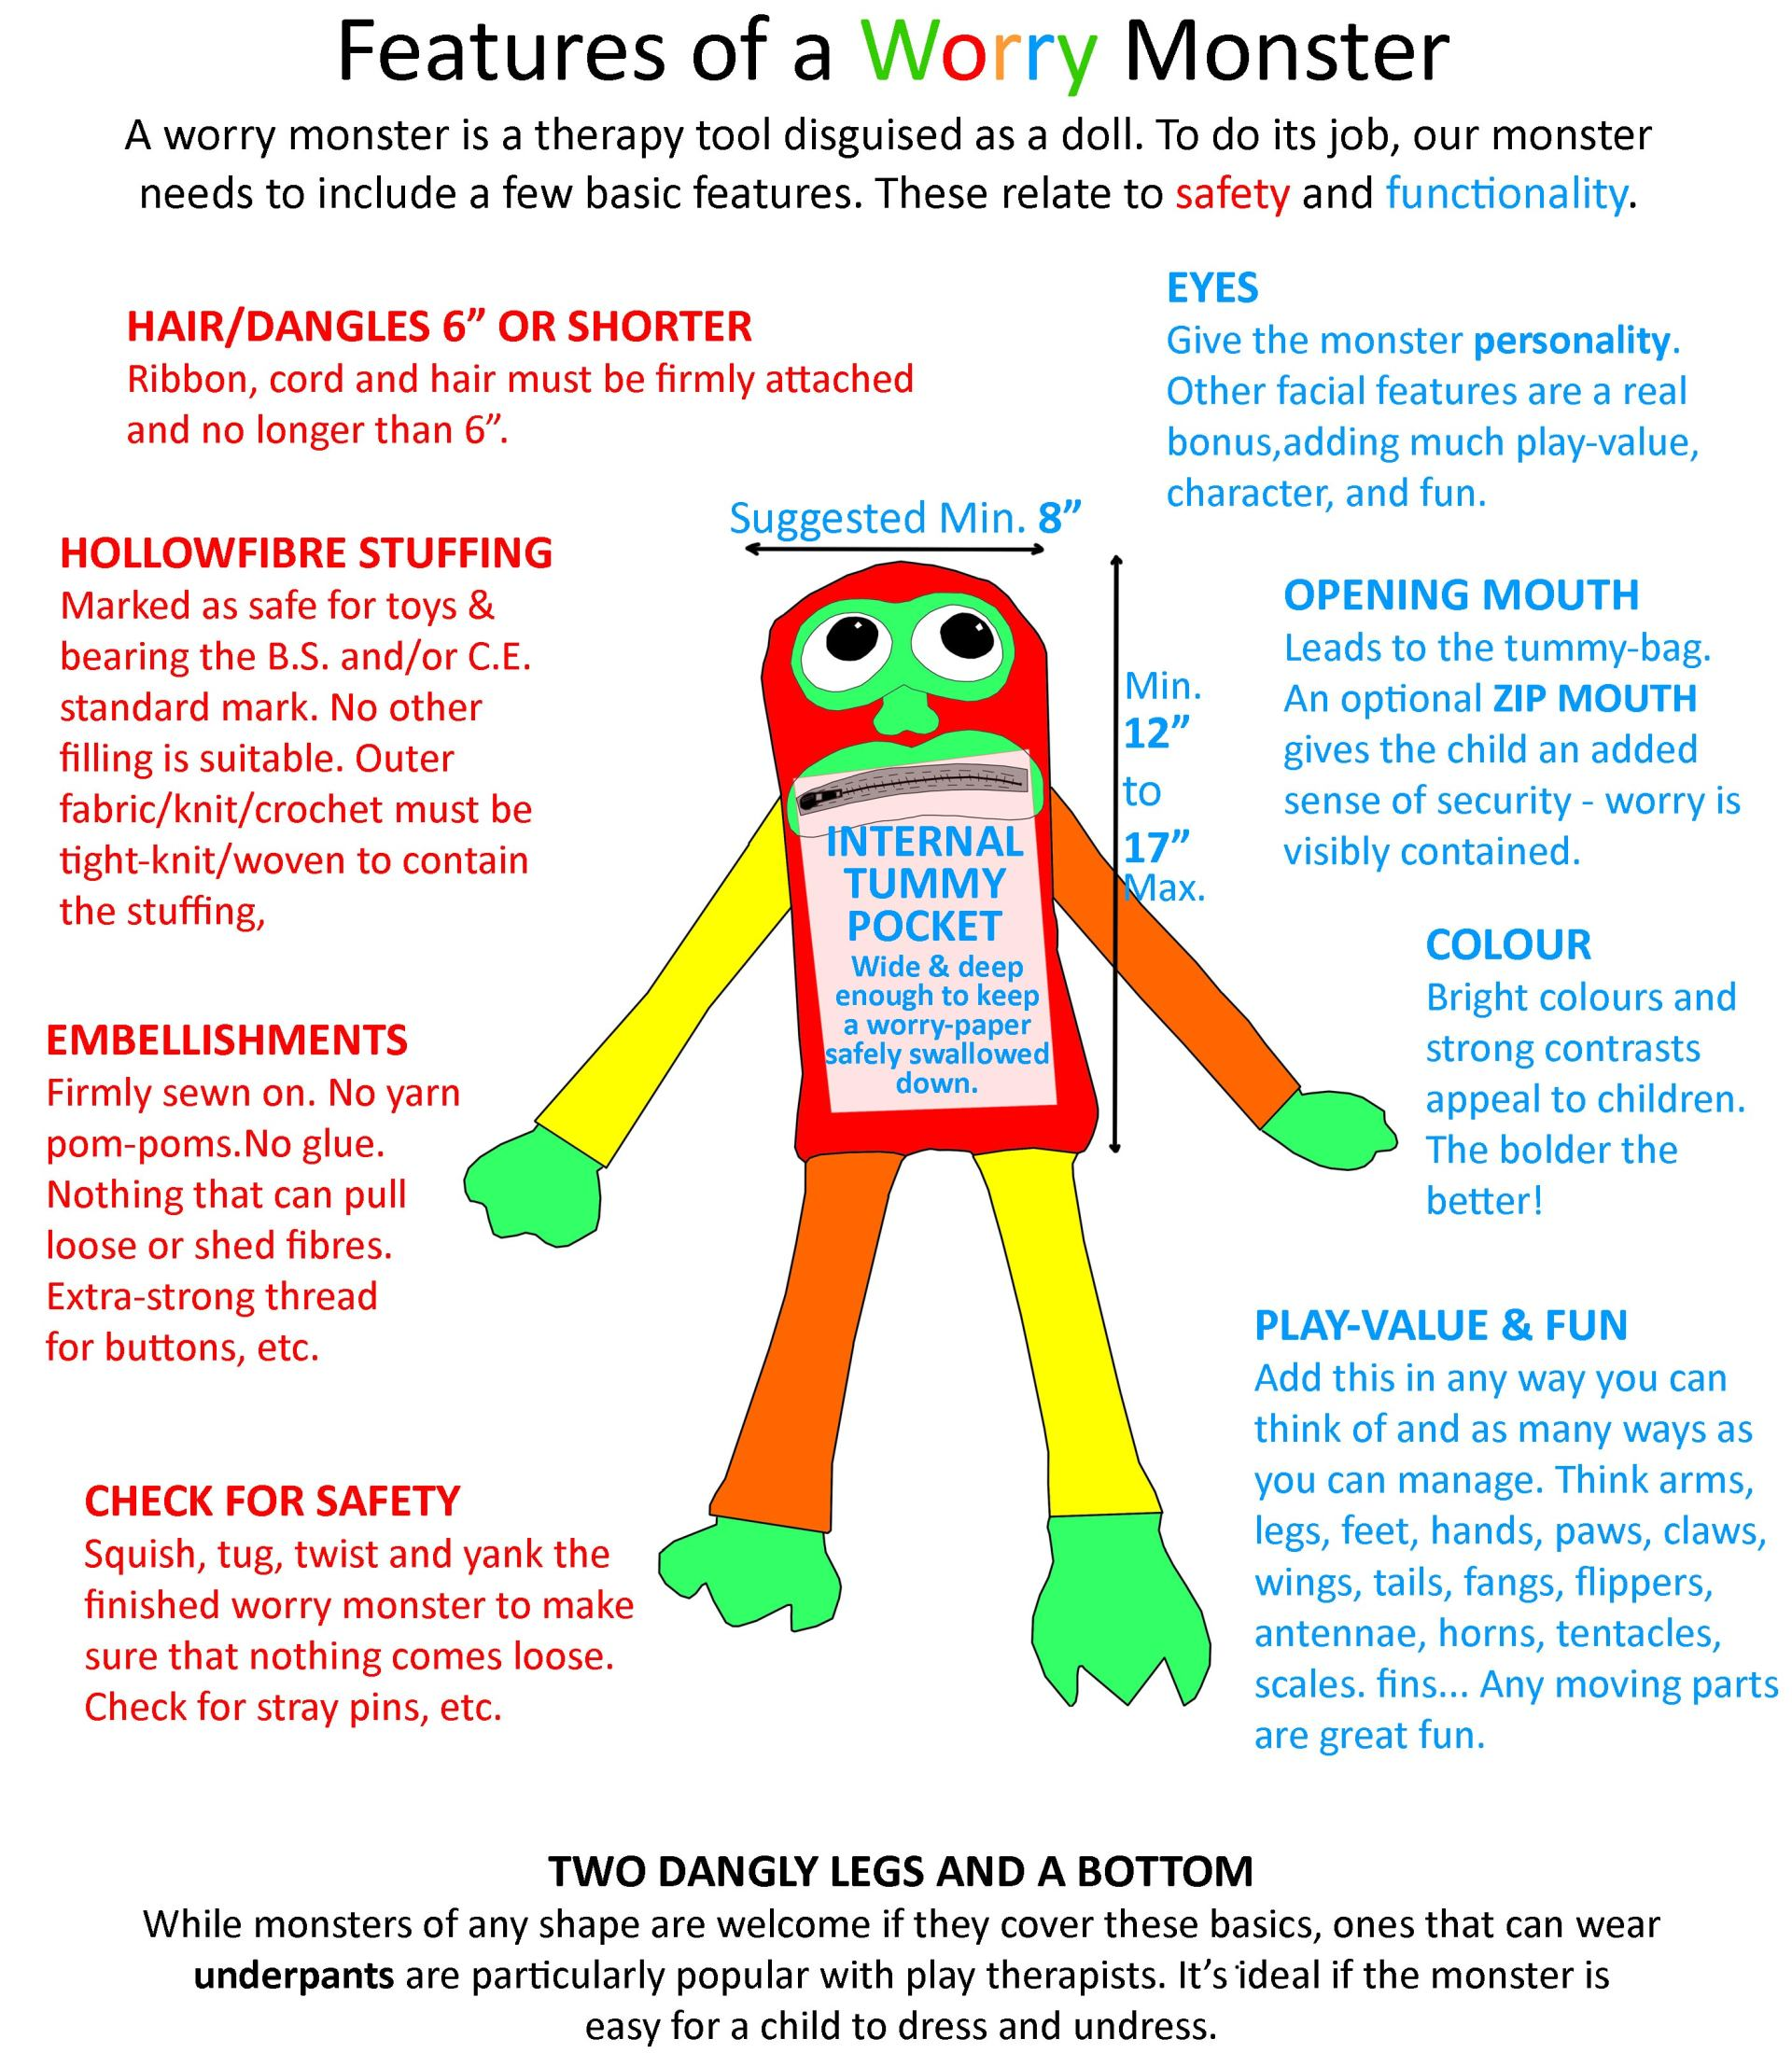 Features of a Worry Monster
A worry monster is a therapy tool disguised as a doll. To do its job, our monster
needs to include a few basic features. These relate to safety and functionality.
HAIR/DANGLES 6” OR SHORTER
Ribbon, cord and hair must be firmly attached
and no longer than 6”.
EYES
Give the monster personality.
Other facial features are a real
bonus,adding much play-value,
character, and fun.
HOLLOWFIBRE STUFFING
Marked as safe for toys &
bearing the B.S. and/or C.E.
standard mark. No other
filling is suitable. Outer
fabric/knit/crochet must be
tight-knit/woven to contain
the stuffing,
Suggested Min. 8”
Min.
12”
to
17”
Max.
OPENING MOUTH
Leads to the tummy-bag.
An optional ZIP MOUTH
gives the child an added
sense of security - worry is
visibly contained.
INTERNAL
TUMMY
POCKET
Wide & deep
enough to keep
a worry-paper
safely swallowed
down.
COLOUR
Bright colours and
strong contrasts
appeal to children.
The bolder the
better!
EMBELLISHMENTS
Firmly sewn on. No yarn
pom-poms.No glue.
Nothing that can pull
loose or shed fibres.
Extra-strong thread
for buttons, etc.
PLAY-VALUE & FUN
Add this in any way you can
think of and as many ways as
you can manage. Think arms,
legs, feet, hands, paws, claws,
wings, tails, fangs, flippers,
antennae, horns, tentacles,
scales. fins... Any moving parts
are great fun.
CHECK FOR SAFETY
Squish, tug, twist and yank the
finished worry monster to make
sure that nothing comes loose.
Check for stray pins, etc.
TWO DANGLY LEGS AND A BOTTOM
While monsters of any shape are welcome if they cover these basics, ones that can wear
underpants are particularly popular with play therapists. It’s ideal if the monster is
easy for a child to dress and undress.